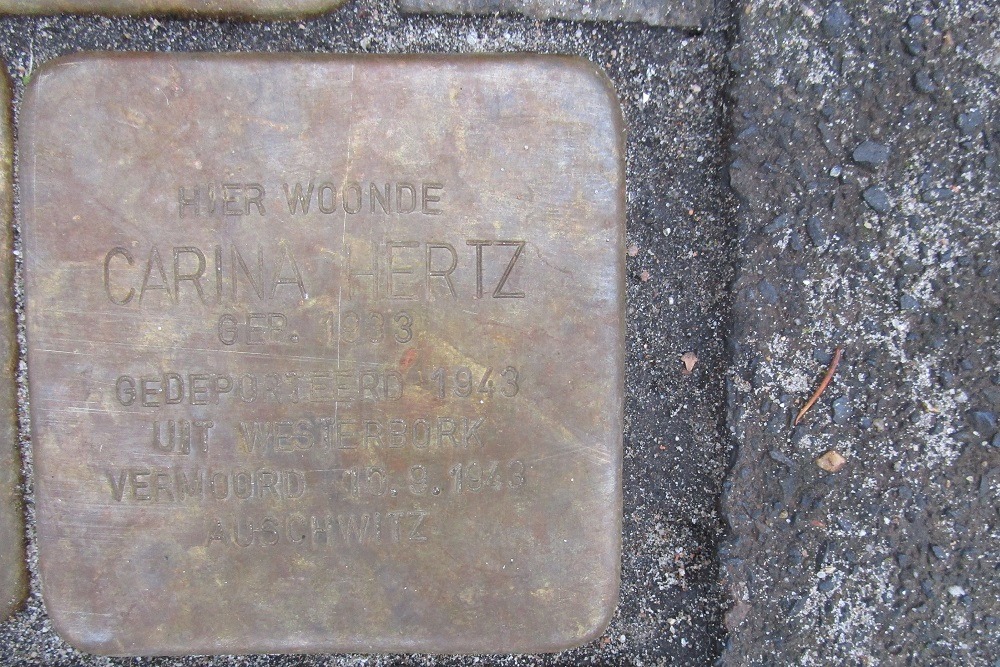 HIER WOONDE
CARINA HERTZ
GEB. 1933
GEDEPORTEERD 1943
UIT WESTERBORK
VERMOORD 10.9.1943
AUSCHWITZ